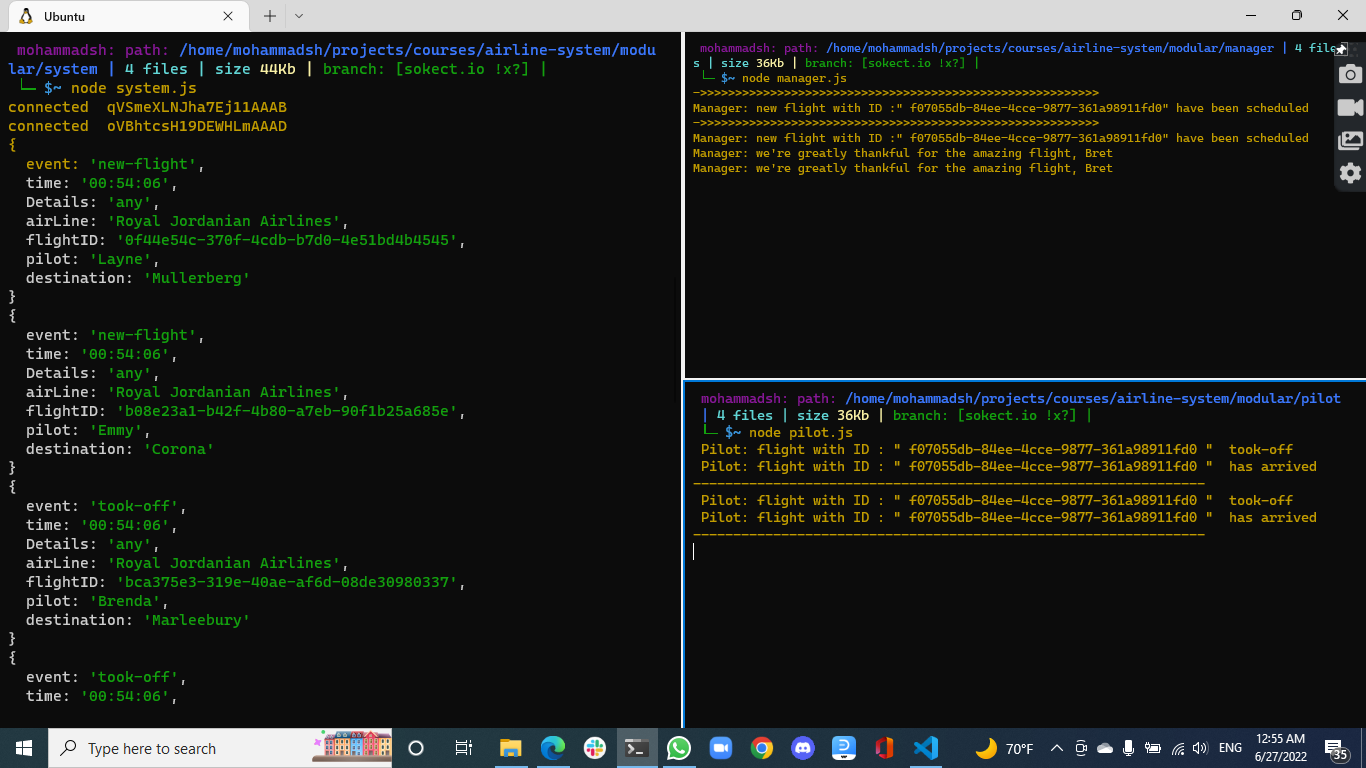 Ubuntu
mohammadsh: path: /home/mohammadsh/projects/courses/airline-system/modu
lar/system | 4 files | size 44Kb | branch: [sokect.io !x?] |
└─ $~ node system.js
connected  qVSmeXLNJha7Ej11AAAB
connected  oVBhtcsH19DEWHLmAAAD
{
event: 'new-flight',
time: '00:54:06',
Details: 'any',
airLine: 'Royal Jordanian Airlines',
flightID: '0f44e54c-370f-4cdb-b7d0-4e51bd4b4545',
pilot: 'Layne',
destination: 'Mullerberg'
}
{
event: 'new-flight',
time: '00:54:06',
Details: 'any',
airLine: 'Royal Jordanian Airlines',
flightID: 'b08e23a1-b42f-4b80-a7eb-90f1b25a685e',
pilot: 'Emmy',
destination: 'Corona'
}
{
event: 'took-off',
time: '00:54:06',
Details: 'any',
airLine: 'Royal Jordanian Airlines',
flightID: 'bca375e3-319e-40ae-af6d-08de30980337',
pilot: 'Brenda',
destination: 'Marleebury'
}
{
event: 'took-off',
time: '00:54:06',
mohammadsh: path: /home/mohammadsh/projects/courses/airline-system/modular/manager | 4 file
s | size 36Kb | branch: [sokect.io !x?] |
└─ $~ node manager.js
->>>>>>>>>>>>>>>>>>>>>>>>>>>>>>>>>>>>>>>>>>>>>>>>>>>>>>>>>
Manager: new flight with ID :" f07055db-84ee-4cce-9877-361a98911fd0" have been scheduled
->>>>>>>>>>>>>>>>>>>>>>>>>>>>>>>>>>>>>>>>>>>>>>>>>>>>>>>>>
Manager: new flight with ID :" f07055db-84ee-4cce-9877-361a98911fd0" have been scheduled
Manager: we're greatly thankful for the amazing flight, Bret
Manager: we're greatly thankful for the amazing flight, Bret
mohammadsh: path: /home/mohammadsh/projects/courses/airline-system/modular/pilot
| 4 files | size 36Kb | branch: [sokect.io !x?] |
└─ $~ node pilot.js
Pilot: flight with ID : " f07055db-84ee-4cce-9877-361a98911fd0 "  took-off
Pilot: flight with ID : " f07055db-84ee-4cce-9877-361a98911fd0 "  has arrived
----------------------------------------------------------------
Pilot: flight with ID : " f07055db-84ee-4cce-9877-361a98911fd0 "  took-off
Pilot: flight with ID : " f07055db-84ee-4cce-9877-361a98911fd0 "  has arrived
----------------------------------------------------------------
Type here to search
70°F
ENG
12:55 AM
6/27/2022
35